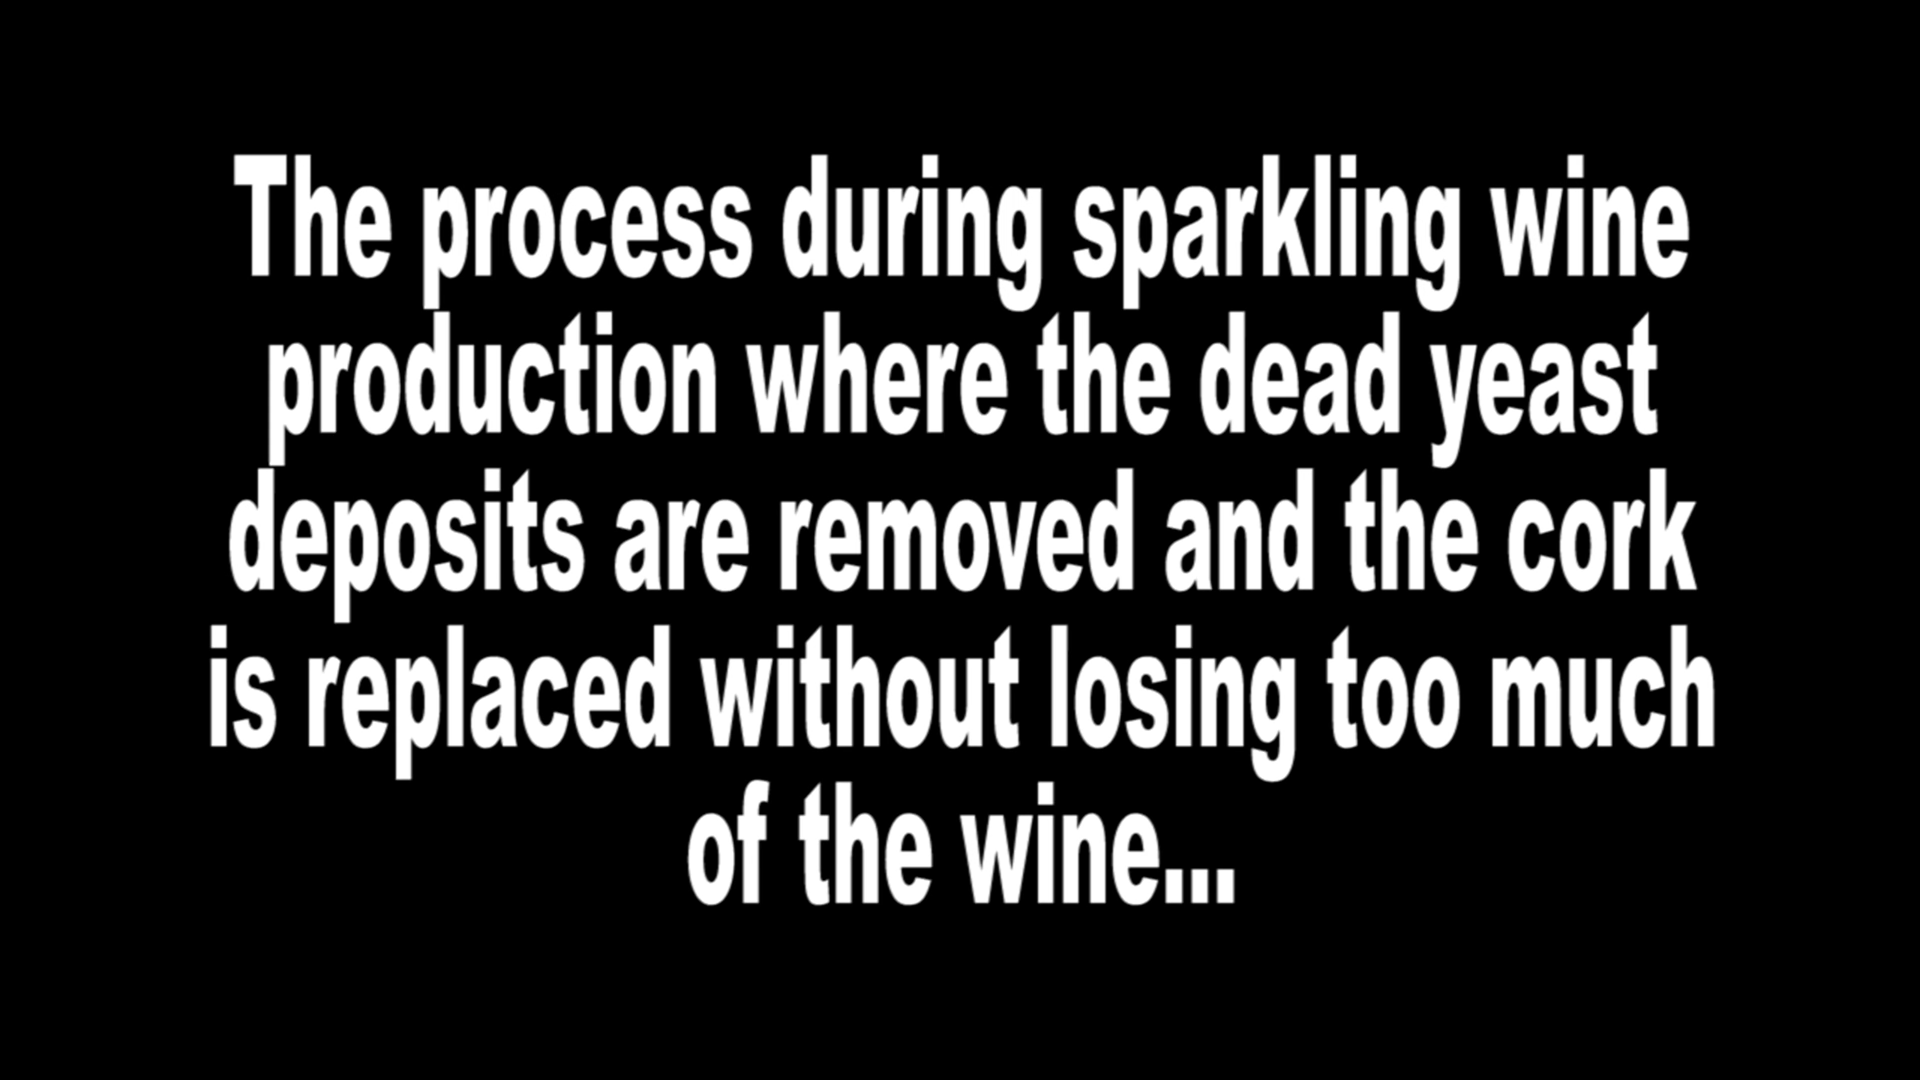 The process during sparkling wine
production where the dead yeast
deposits are removed and the cork
is replaced without losing too much
of the wine...